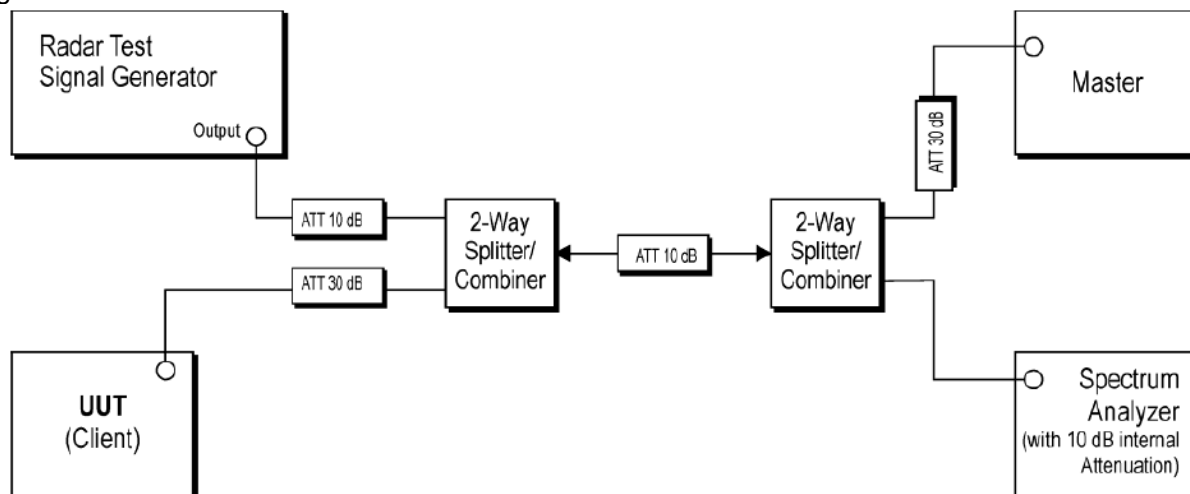 Radar Test
Signal Generator
Output
ATT 10 dB
ATT 30 dB
2-Way
Splitter/
Combiner
ATT 10 dB
2-Way
Splitter/
Combiner
ATT 30 dB
Master
UUT
(Client)
Spectrum
Analyzer
(with 10 dB internal
Attenuation)